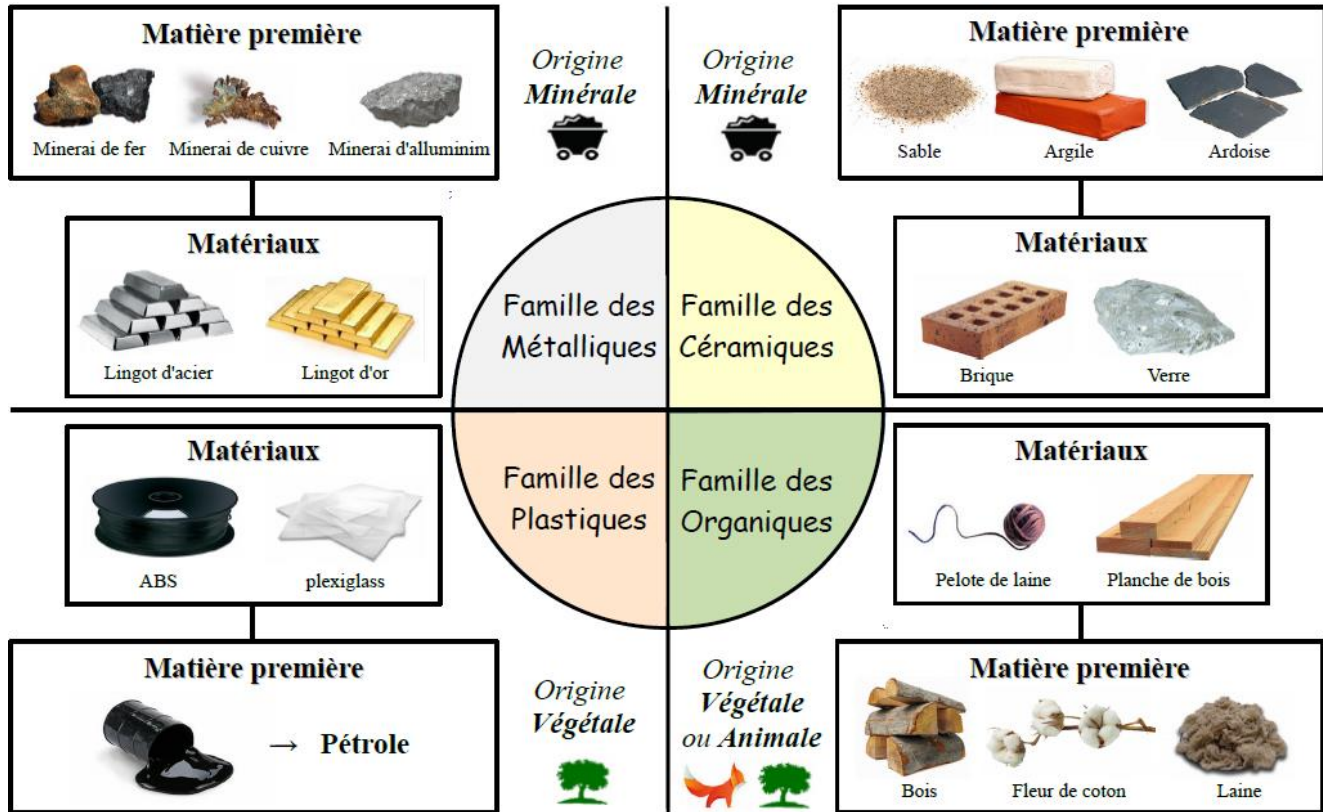 Matière première
Minerai de fer
Minerai de cuivre
Minerai d'alluminim
Origine
Minérale
Origine
Minérale
Matière première
Sable
Argile
Ardoise
Matériaux
Lingot d'acier
Lingot d'or
Famille des
Métalliques
Famille des
Céramiques
Matériaux
Brique
Verre
Matériaux
ABS
plexiglass
Famille des
Plastiques
Famille des
Organiques
Matériaux
Pelote de laine
Planche de bois
Matière première
→ Pétrole
Origine
Végétale
Origine
Végétale
ou Animale
Matière première
Bois
Fleur de coton
Laine